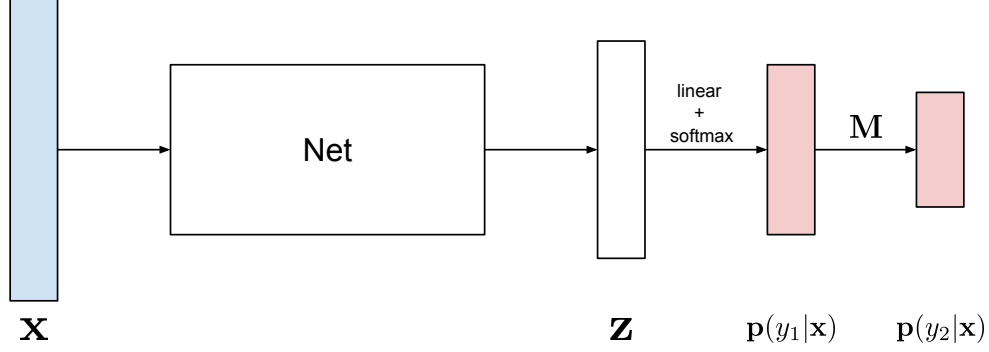 Net
linear
+
softmax
M
x
z
p(y₁|x)
p(y₂|x)